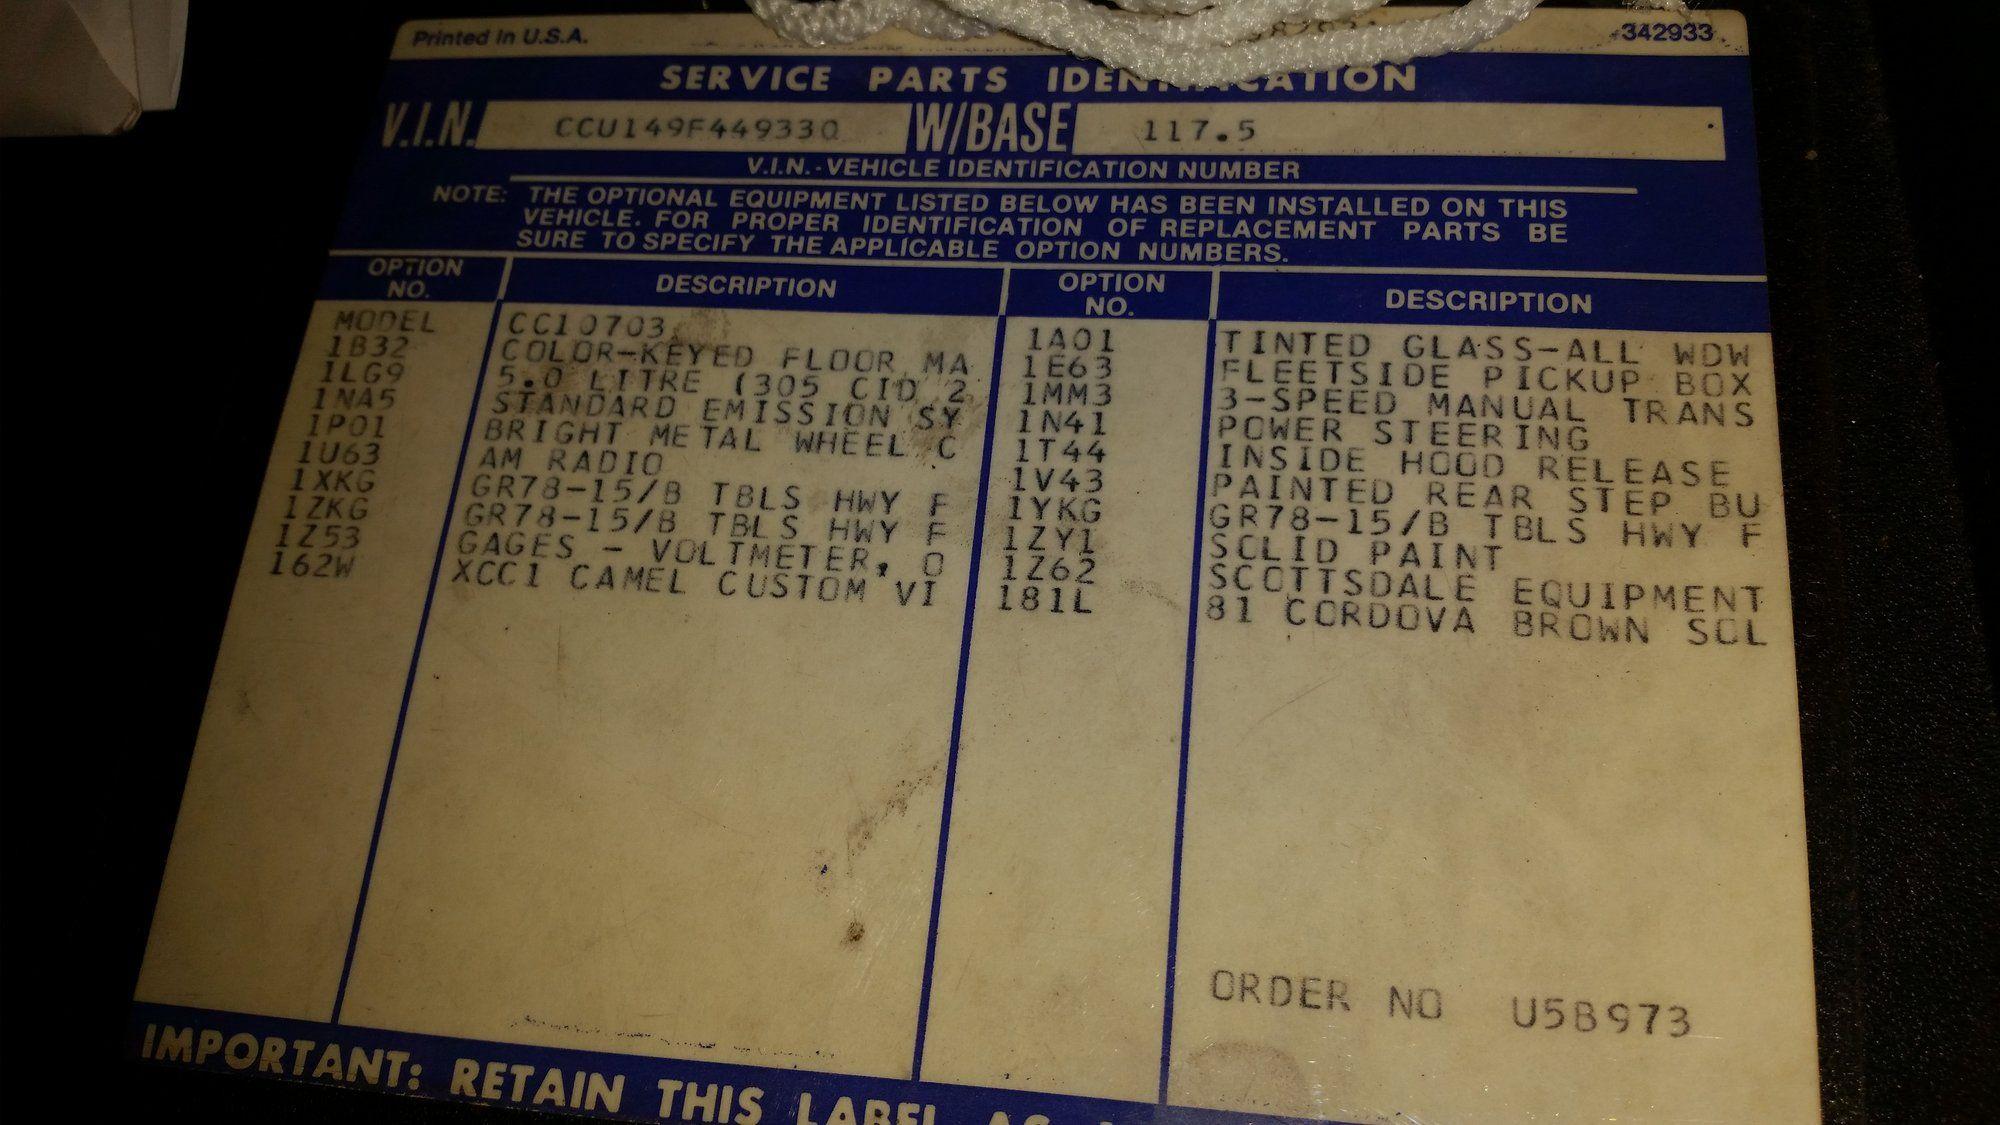 Printed in U.S.A.
342933
SERVICE PARTS IDENTIFICATION
V.I.N. CCU149F449330 W/BASE 117.5
V.I.N. - VEHICLE IDENTIFICATION NUMBER
NOTE: THE OPTIONAL EQUIPMENT LISTED BELOW HAS BEEN INSTALLED ON THIS
VEHICLE. FOR PROPER IDENTIFICATION OF REPLACEMENT PARTS BE
SURE TO SPECIFY THE APPLICABLE OPTION NUMBERS.
OPTION NO. DESCRIPTION OPTION NO. DESCRIPTION
MODEL CC10703 1A01 TINTED GLASS-ALL WDW
1B32 COLOR-KEYED FLOOR MA 1E63 FLEETSIDE PICKUP BOX
1LG9 5.0 LITRE (305 CID 2 1MM3 3-SPEED MANUAL TRANS
1NA5 STANDARD EMISSION SY 1N41 POWER STEERING
1P01 BRIGHT METAL WHEEL C 1T44 INSIDE HOOD RELEASE
1U63 AM RADIO 1V43 PAINTED REAR STEP BU
1XKG GR78-15/B TBLS HWY F 1YKG GR78-15/B TBLS HWY F
1ZKG GR78-15/B TBLS HWY F 1ZY1 SOLID PAINT
1Z53 GAGES - VOLTMETER, O 1Z62 SCOTTSDALE EQUIPMENT
162W XCC1 CAMEL CUSTOM VI 181L 81 CORDOVA BROWN SOL
ORDER NO U5B973
IMPORTANT: RETAIN THIS LABEL AS